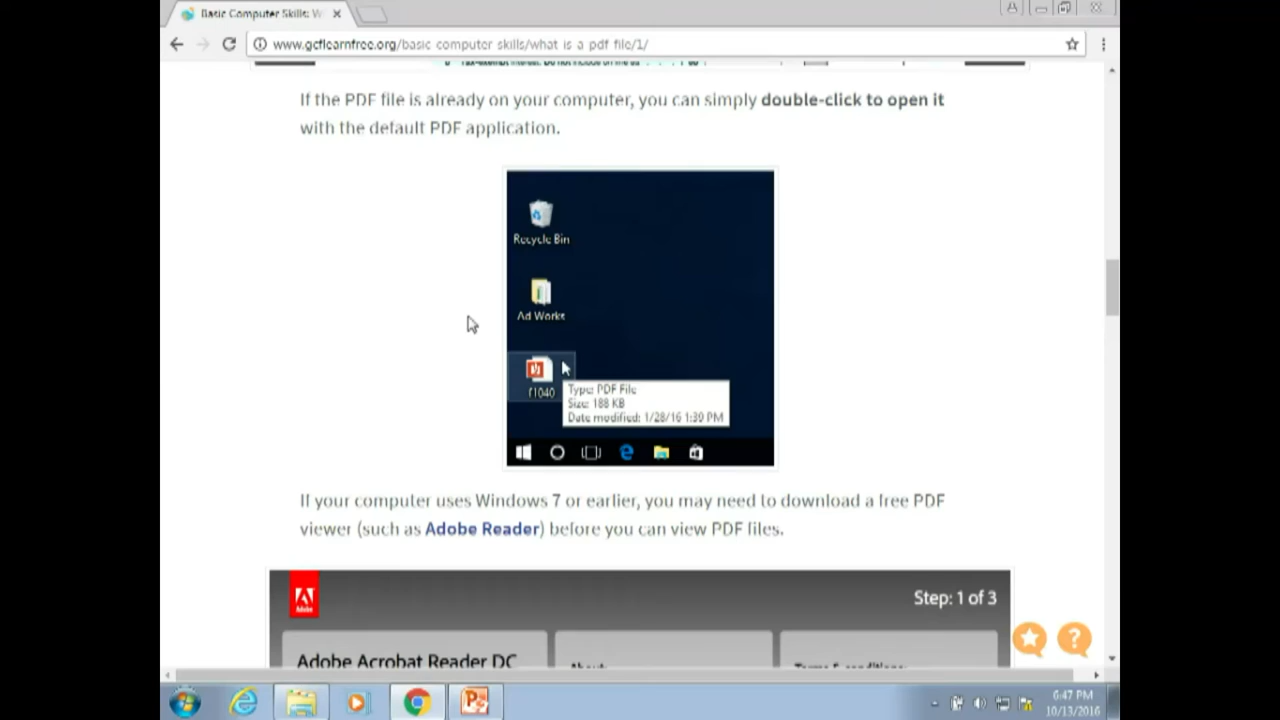 Basic Computer Skills: W
www.gcflearnfree.org/basic computer skills/what is a pdf file/1/
If the PDF file is already on your computer, you can simply double-click to open it
with the default PDF application.
Recycle Bin
Ad Works
f1040
Type: PDF File
Size: 188 KB
Date modified: 1/28/16 1:39 PM
If your computer uses Windows 7 or earlier, you may need to download a free PDF
viewer (such as Adobe Reader) before you can view PDF files.
Adobe
Step: 1 of 3
Adobe Acrobat Reader DC
About
Terms & conditions:
6:47 PM
10/13/2016